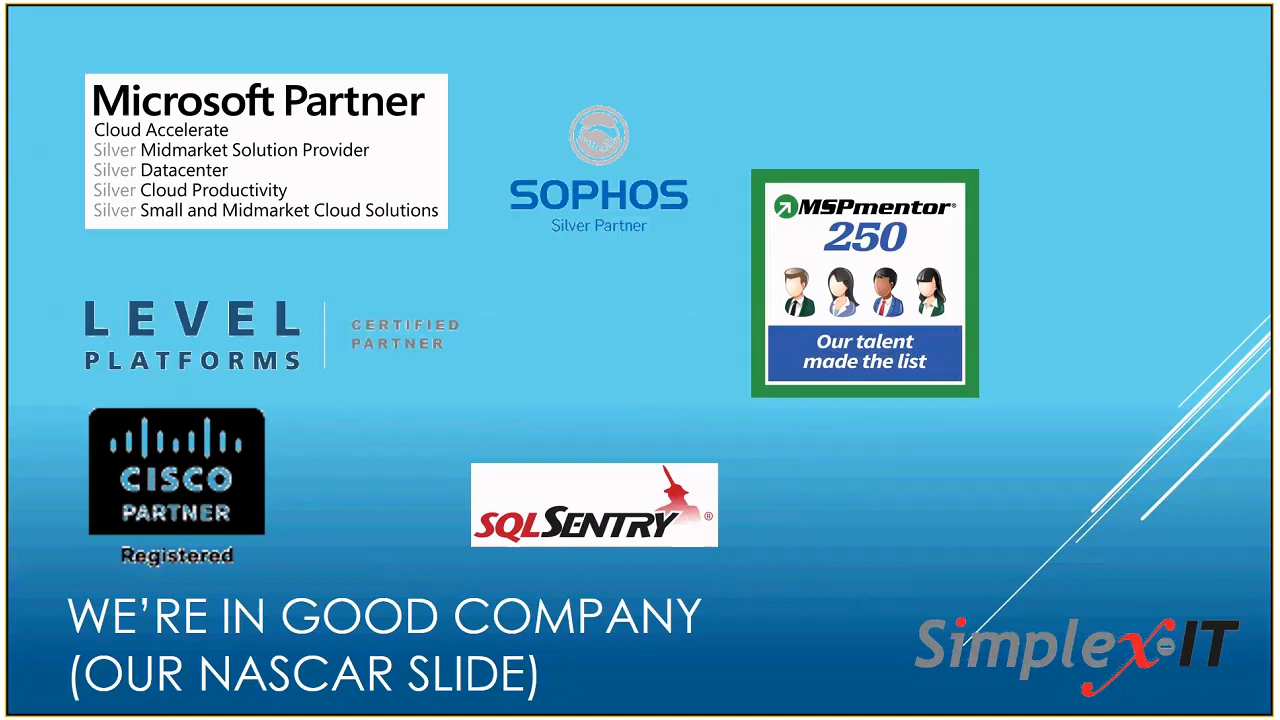 Microsoft Partner
Cloud Accelerate
Silver Midmarket Solution Provider
Silver Datacenter
Silver Cloud Productivity
Silver Small and Midmarket Cloud Solutions
SOPHOS
Silver Partner
MSPmentor®
250
Our talent
made the list
LEVEL
PLATFORMS
CERTIFIED
PARTNER
CISCO
PARTNER
Registered
SQLSENTRY®
WE'RE IN GOOD COMPANY
(OUR NASCAR SLIDE)
Simplex-IT